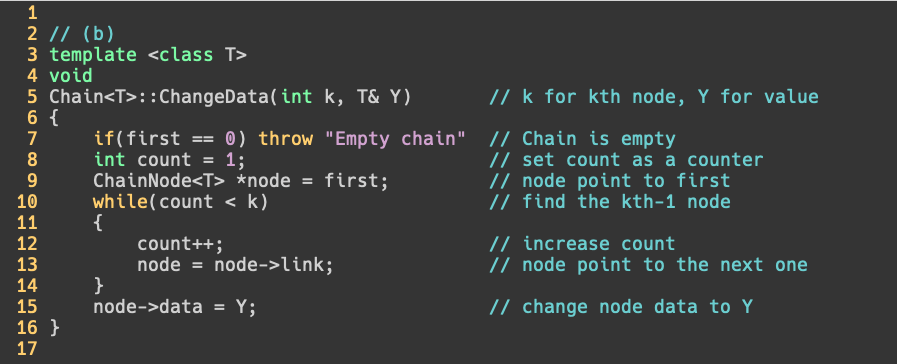 1
2 // (b)
3 template <class T>
4 void
5 Chain<T>::ChangeData(int k, T& Y)       // k for kth node, Y for value
6 {
7     if(first == 0) throw "Empty chain"  // Chain is empty
8     int count = 1;                      // set count as a counter
9     ChainNode<T> *node = first;         // node point to first
10     while(count < k)                    // find the kth-1 node
11     {
12         count++;                        // increase count
13         node = node->link;              // node point to the next one
14     }
15     node->data = Y;                     // change node data to Y
16 }
17